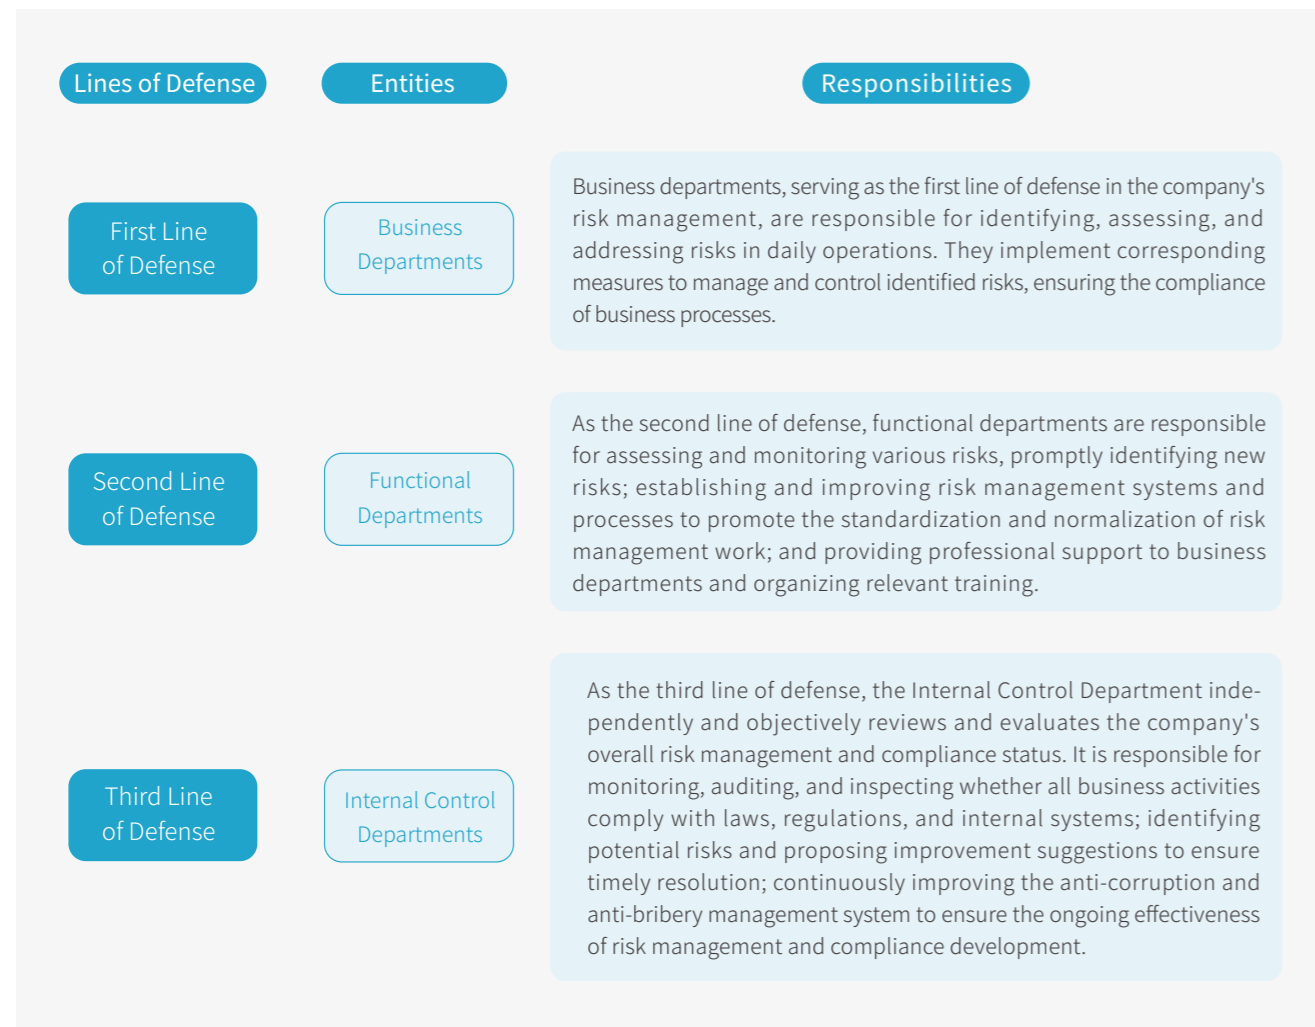 Lines of Defense
Entities
Responsibilities
First Line
of Defense
Business
Departments
Business departments, serving as the first line of defense in the company's
risk management, are responsible for identifying, assessing, and
addressing risks in daily operations. They implement corresponding
measures to manage and control identified risks, ensuring the compliance
of business processes.
Second Line
of Defense
Functional
Departments
As the second line of defense, functional departments are responsible
for assessing and monitoring various risks, promptly identifying new
risks; establishing and improving risk management systems and
processes to promote the standardization and normalization of risk
management work; and providing professional support to business
departments and organizing relevant training.
Third Line
of Defense
Internal Control
Departments
As the third line of defense, the Internal Control Department inde-
pendently and objectively reviews and evaluates the company's
overall risk management and compliance status. It is responsible for
monitoring, auditing, and inspecting whether all business activities
comply with laws, regulations, and internal systems; identifying
potential risks and proposing improvement suggestions to ensure
timely resolution; continuously improving the anti-corruption and
anti-bribery management system to ensure the ongoing effectiveness
of risk management and compliance development.